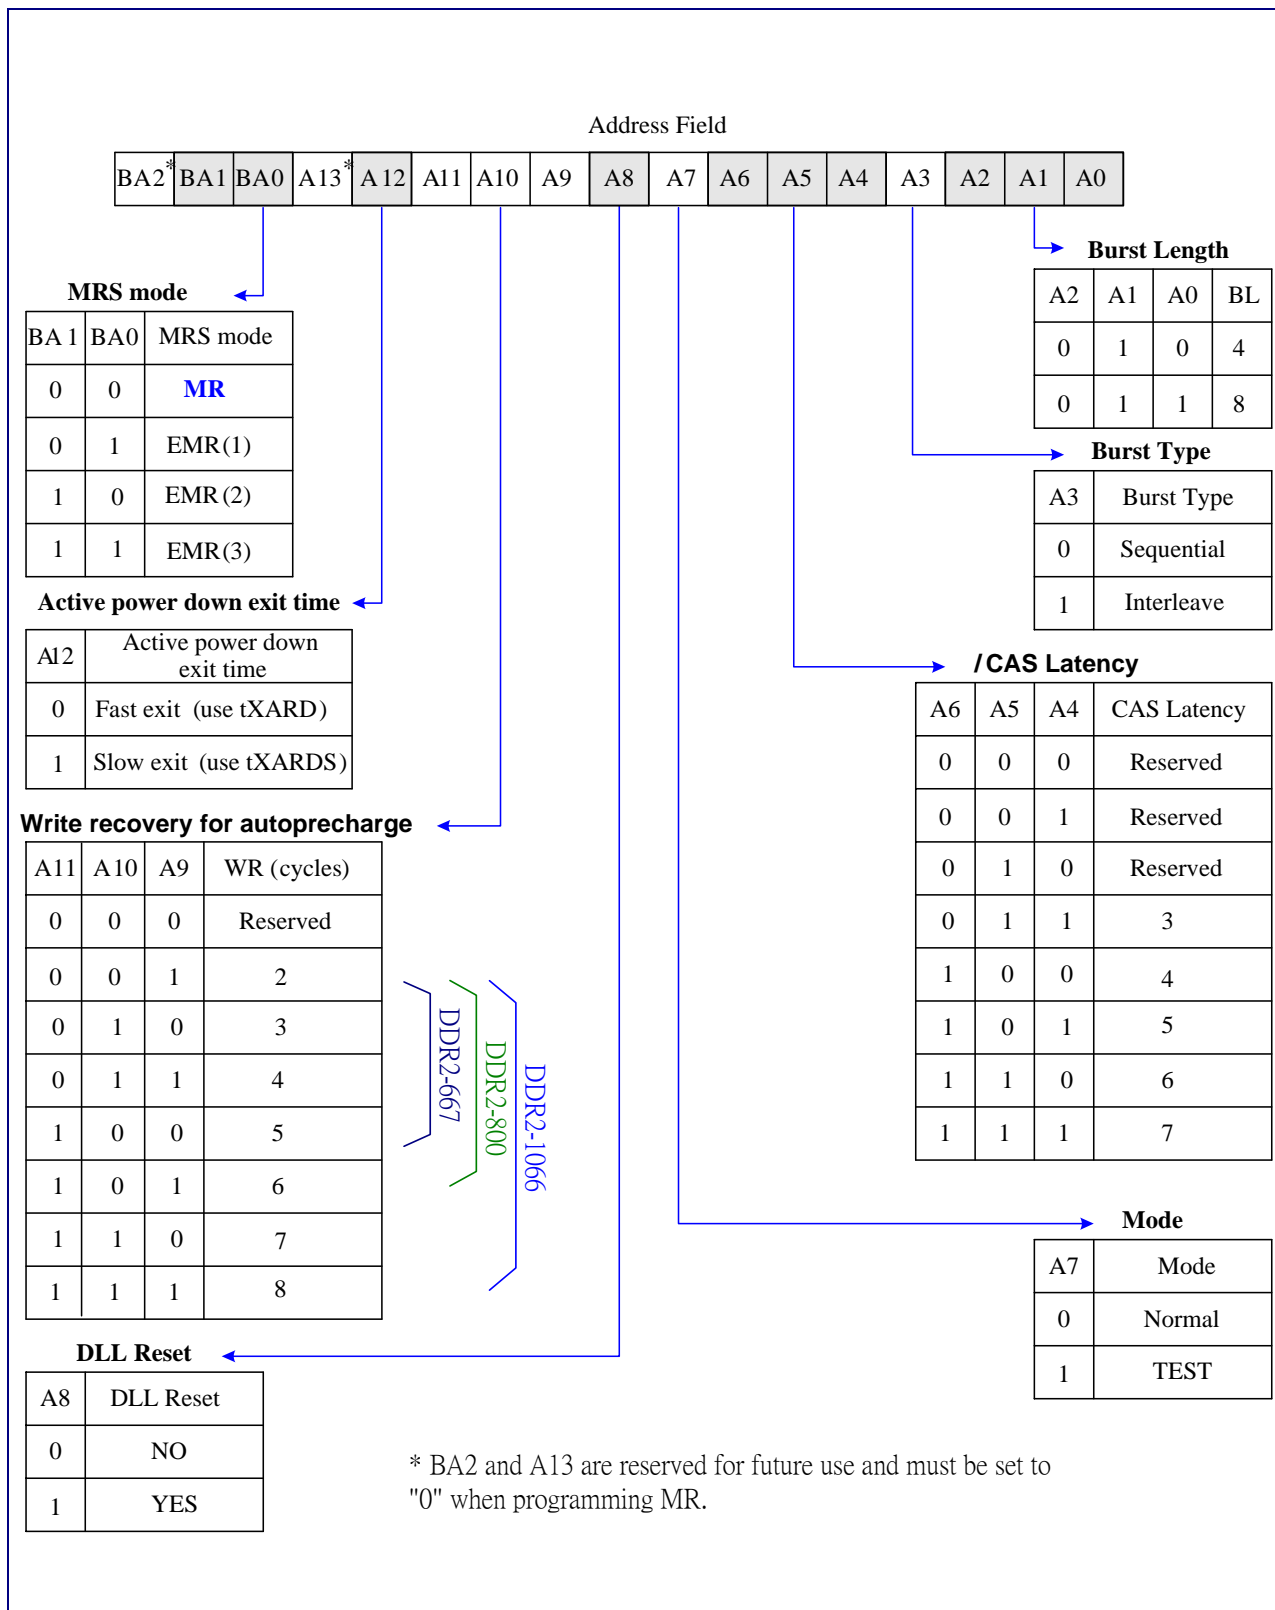 Address Field
BA2* BA1 BA0 A13* A12 A11 A10 A9 A8 A7 A6 A5 A4 A3 A2 A1 A0
MRS mode
BA1 BA0 MRS mode
0 0 MR
0 1 EMR(1)
1 0 EMR(2)
1 1 EMR(3)
Active power down exit time
A12 Active power down
exit time
0 Fast exit (use tXARD)
1 Slow exit (use tXARDS)
Write recovery for autoprecharge
A11 A10 A9 WR (cycles)
0 0 0 Reserved
0 0 1 2
0 1 0 3
0 1 1 4
1 0 0 5
1 0 1 6
1 1 0 7
1 1 1 8
DDR2-667
DDR2-800
DDR2-1066
DLL Reset
A8 DLL Reset
0 NO
1 YES
Burst Length
A2 A1 A0 BL
0 1 0 4
0 1 1 8
Burst Type
A3 Burst Type
0 Sequential
1 Interleave
/CAS Latency
A6 A5 A4 CAS Latency
0 0 0 Reserved
0 0 1 Reserved
0 1 0 Reserved
0 1 1 3
1 0 0 4
1 0 1 5
1 1 0 6
1 1 1 7
Mode
A7 Mode
0 Normal
1 TEST
* BA2 and A13 are reserved for future use and must be set to
"0" when programming MR.